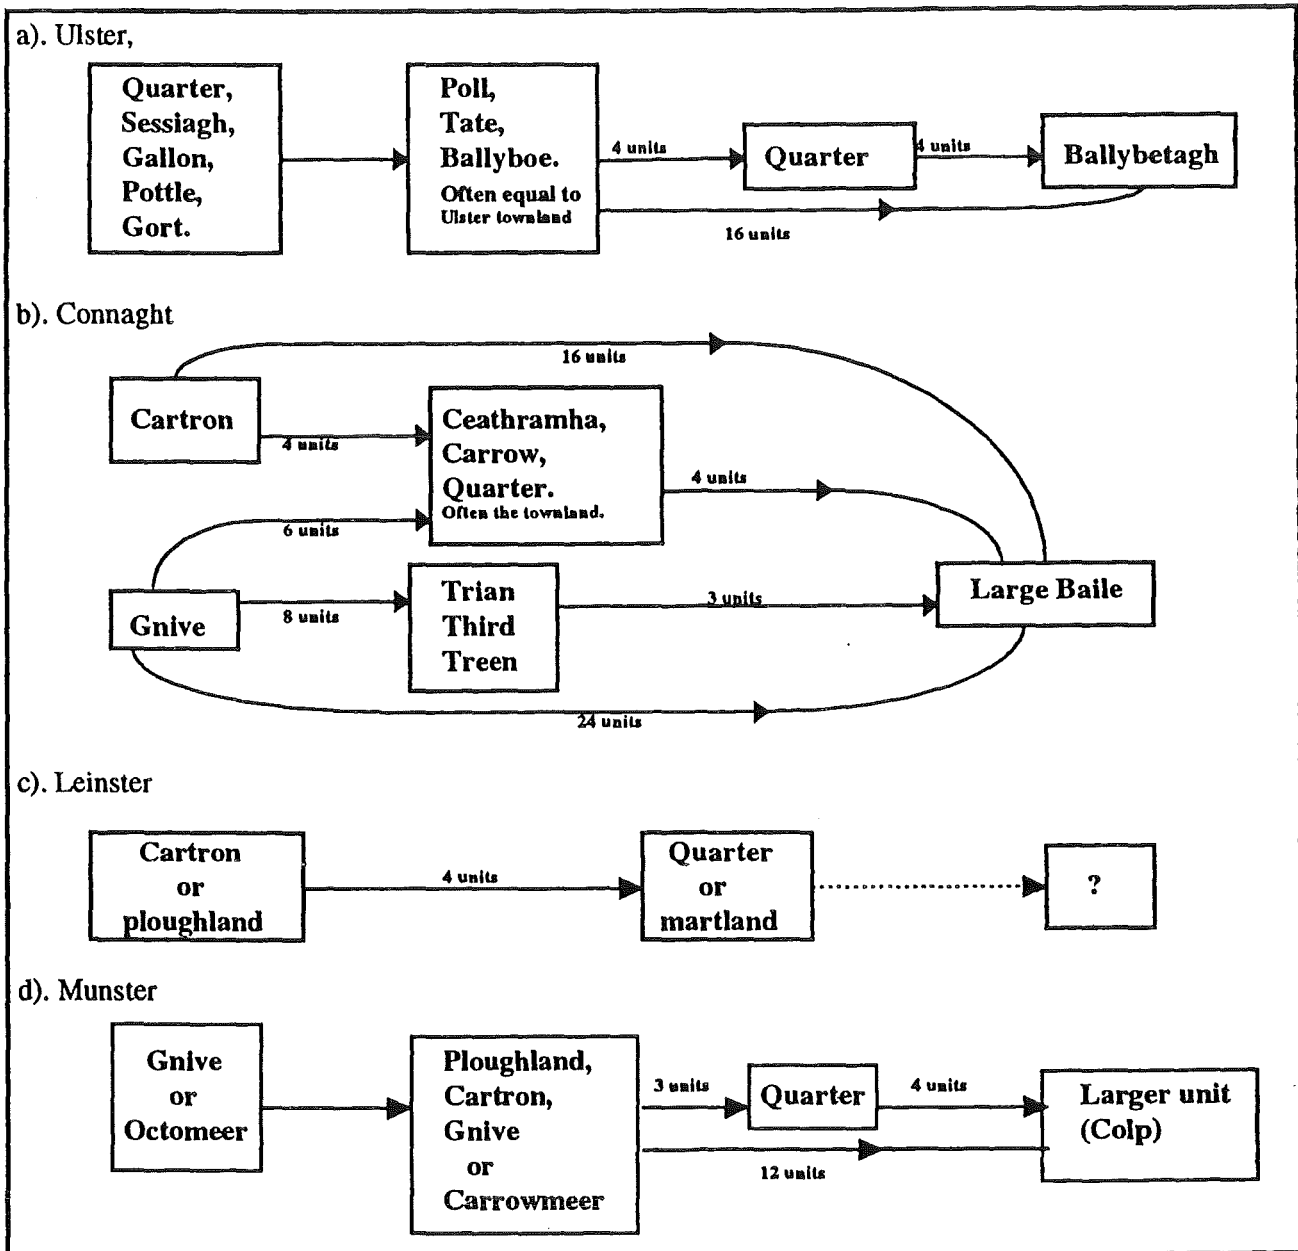 a). Ulster,
Quarter,
Sessiagh,
Gallon,
Pottle,
Gort.
Poll,
Tate,
Ballyboe.
Often equal to
Ulster townland
4 units
Quarter
4 units
Ballybetagh
16 units
b). Connaght
16 units
Cartron
4 units
Ceathramha,
Carrow,
Quarter.
Often the townland.
4 units
6 units
Gnive
8 units
Trian
Third
Treen
3 units
Large Baile
24 units
c). Leinster
Cartron
or
ploughland
4 units
Quarter
or
martland
?
d). Munster
Gnive
or
Octomeer
Ploughland,
Cartron,
Gnive
or
Carrowmeer
3 units
Quarter
4 units
Larger unit
(Colp)
12 units